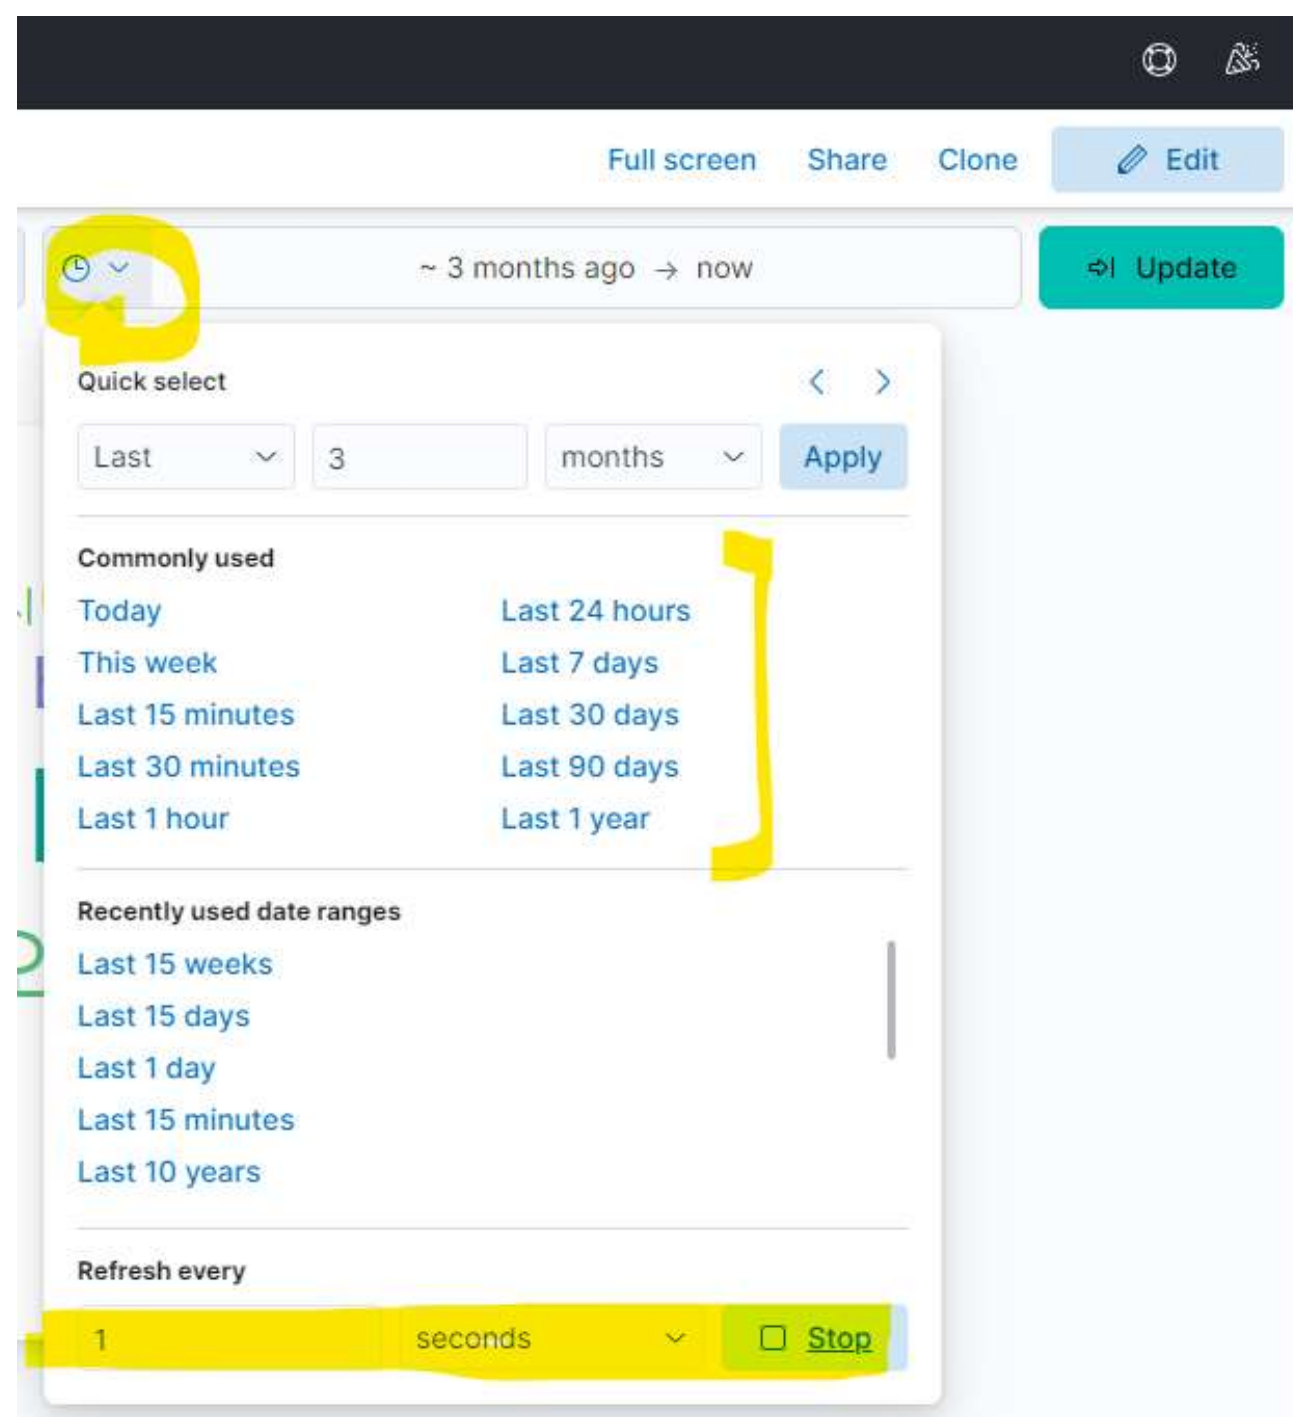 Full screen Share Clone Edit
~ 3 months ago → now Update
Quick select
Last 3 months Apply
Commonly used
Today Last 24 hours
This week Last 7 days
Last 15 minutes Last 30 days
Last 30 minutes Last 90 days
Last 1 hour Last 1 year
Recently used date ranges
Last 15 weeks
Last 15 days
Last 1 day
Last 15 minutes
Last 10 years
Refresh every
1 seconds Stop